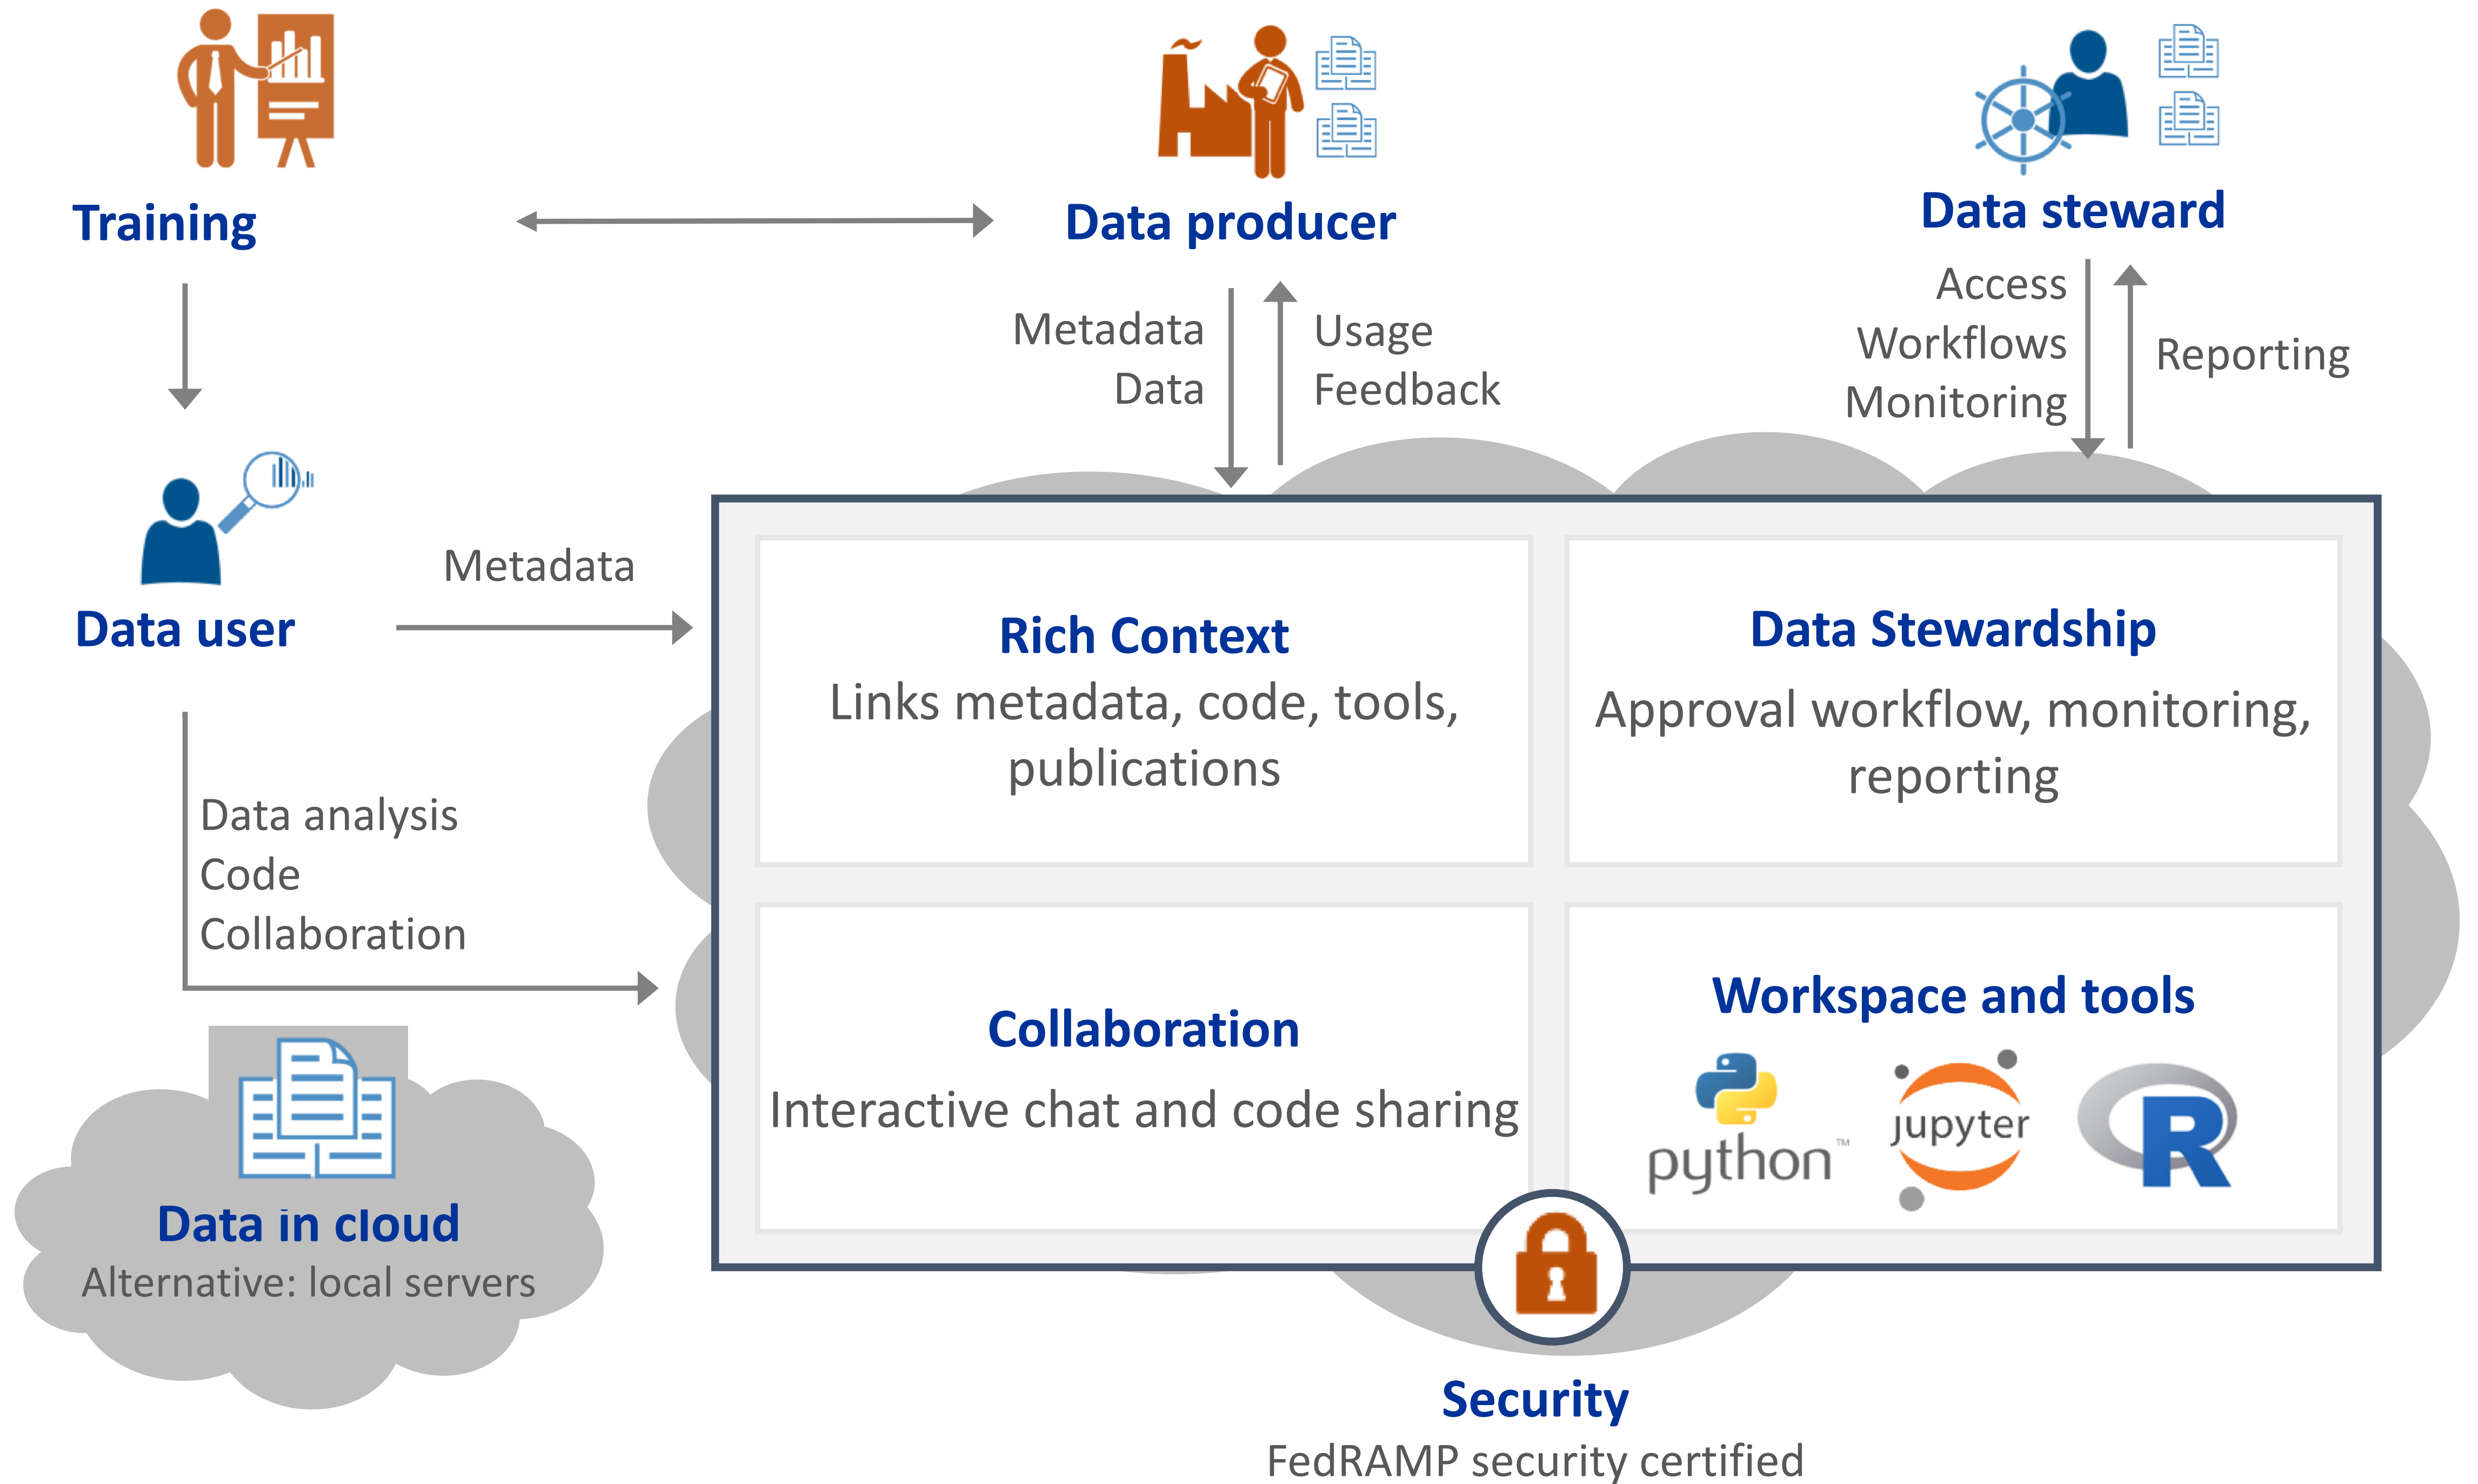 Training
Data producer
Data steward
Metadata
Data
Usage
Feedback
Access
Workflows
Monitoring
Reporting
Data user
Metadata
Data analysis
Code
Collaboration
Rich Context
Links metadata, code, tools,
publications
Data Stewardship
Approval workflow, monitoring,
reporting
Collaboration
Interactive chat and code sharing
Workspace and tools
python™
jupyter
R
Data in cloud
Alternative: local servers
Security
FedRAMP security certified